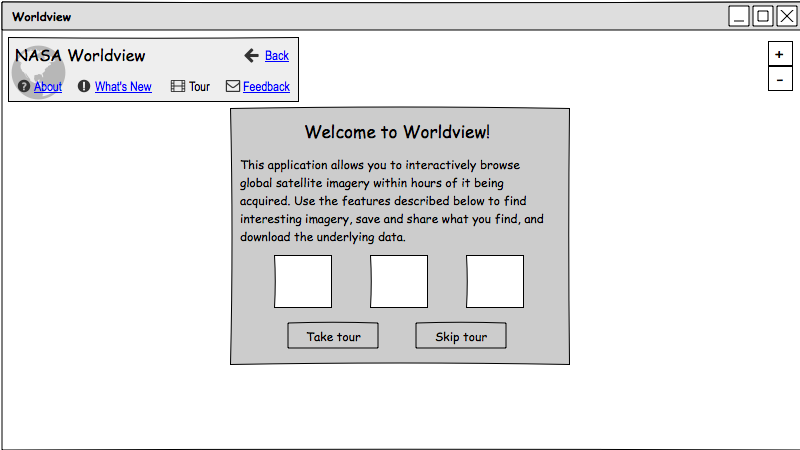 Worldview
NASA Worldview
Back
About What's New Tour Feedback
+
-
Welcome to Worldview!
This application allows you to interactively browse
global satellite imagery within hours of it being
acquired. Use the features described below to find
interesting imagery, save and share what you find, and
download the underlying data.
Take tour Skip tour